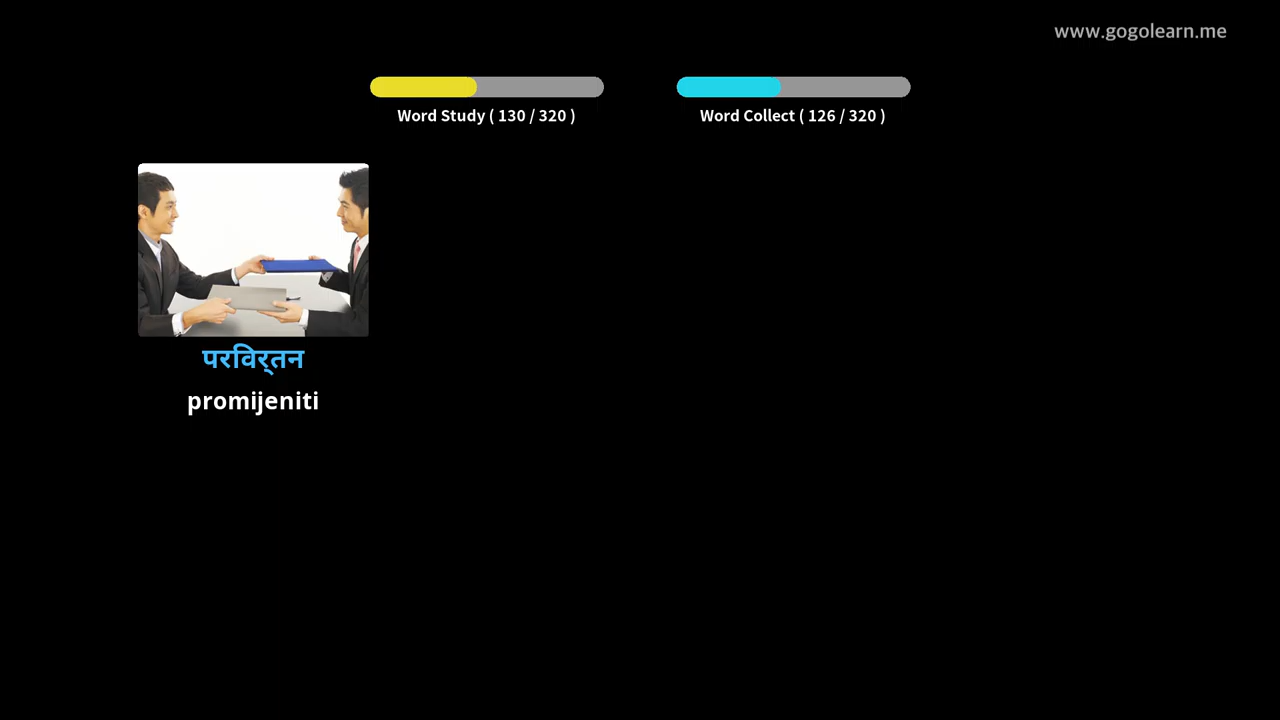 www.gogolearn.me
Word Study ( 130 / 320 )
Word Collect ( 126 / 320 )
परविर्‌तन
promijeniti